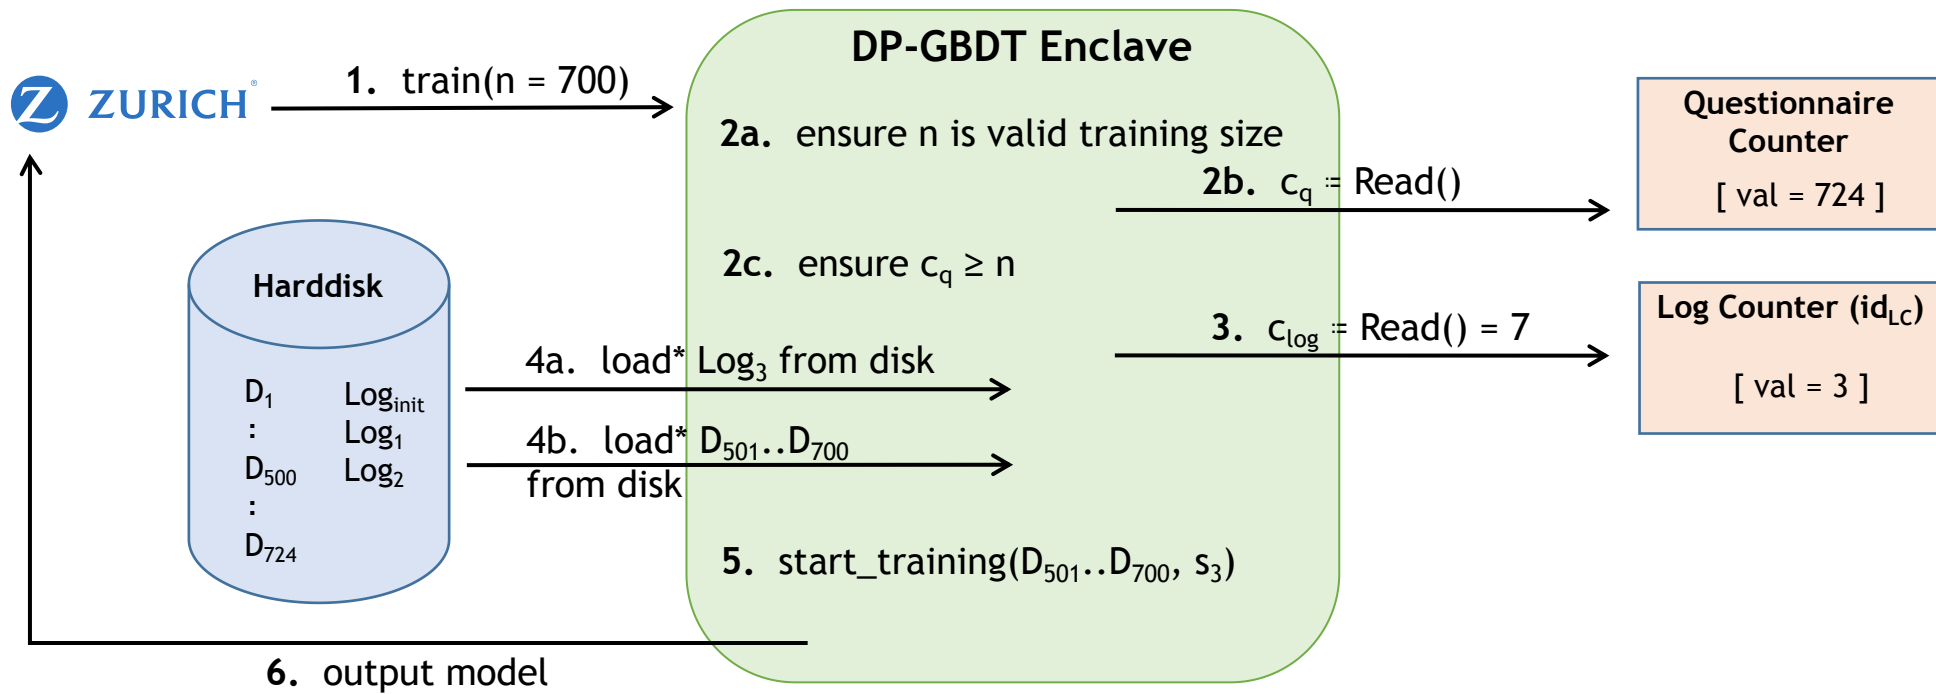 DP-GBDT Enclave
ZURICH®
1. train(n = 700)
2a. ensure n is valid training size
2b. c_q := Read()
Questionnaire
Counter
[ val = 724 ]
2c. ensure c_q ≥ n
3. c_log := Read() = 7
Log Counter (id_LC)
[ val = 3 ]
Harddisk
D_1
:
D_500
:
D_724
Log_init
Log_1
Log_2
4a. load* Log_3 from disk
4b. load* D_501..D_700
from disk
5. start_training(D_501..D_700, s_3)
6. output model